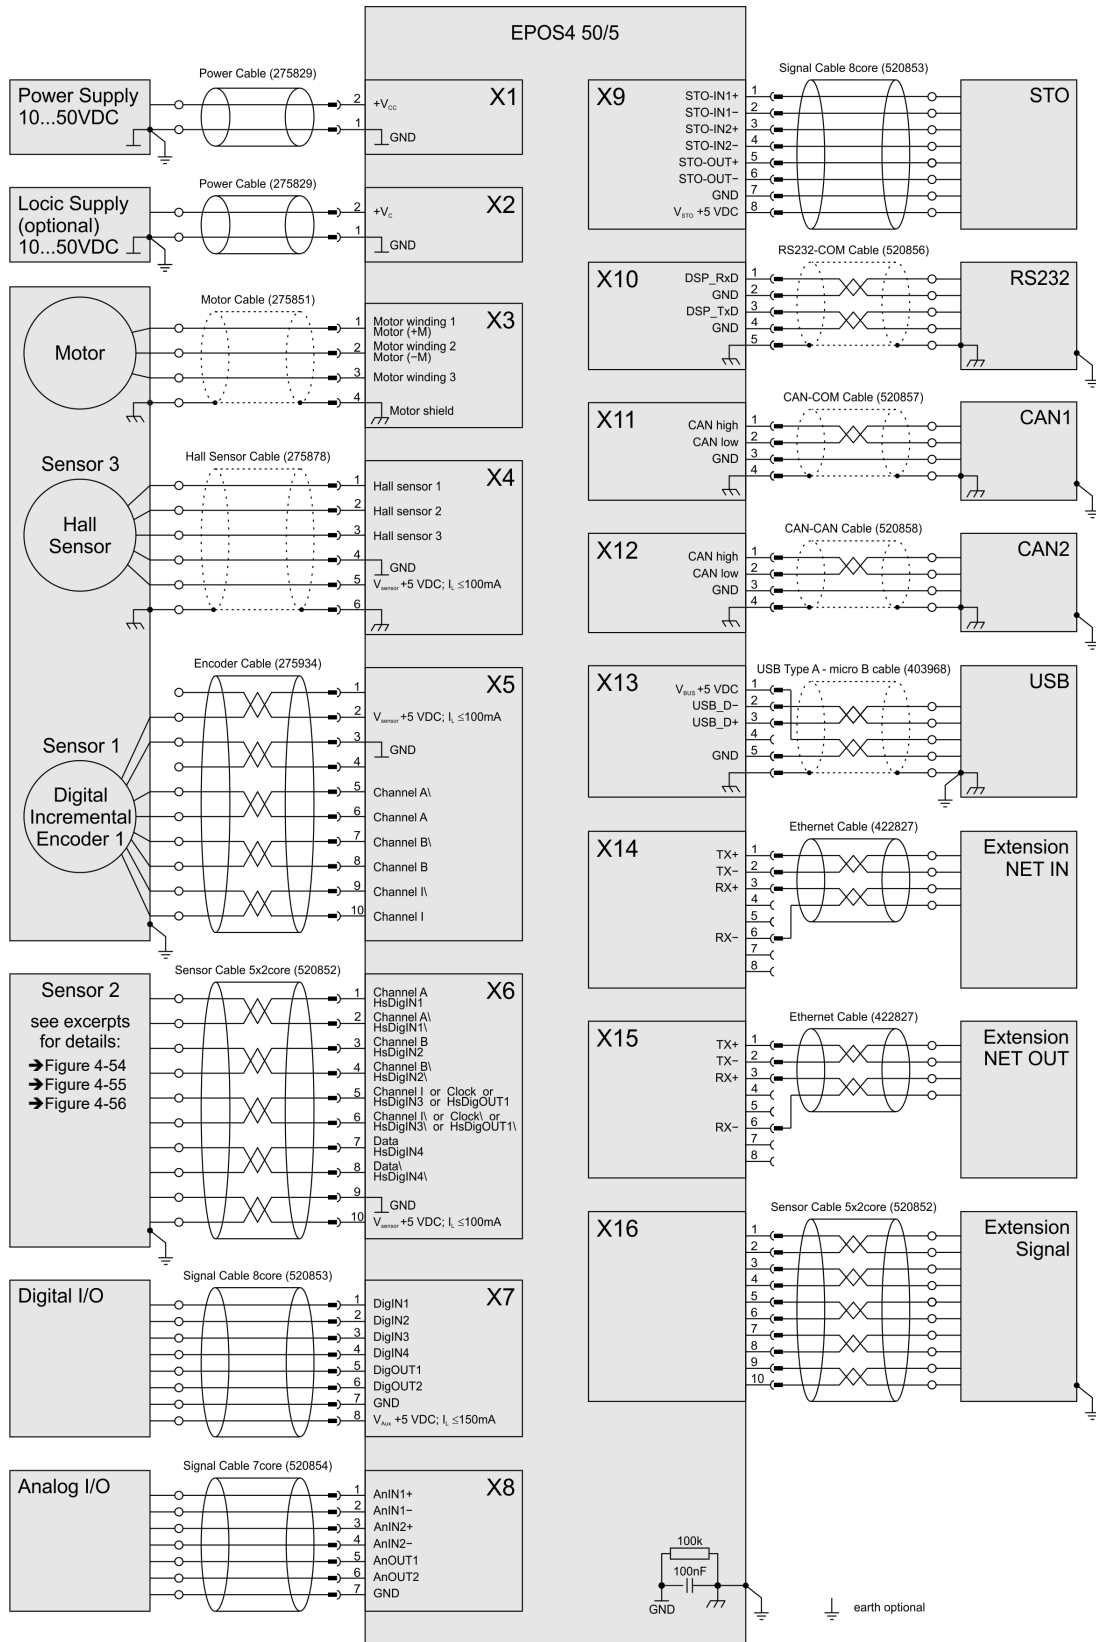 EPOS4 50/5
Power Cable (275829)
Power Supply
10...50VDC
X1
2
+Vcc
1
GND
Power Cable (275829)
Locic Supply
(optional)
10...50VDC
X2
2
+Vc
1
GND
Motor Cable (275851)
Motor
X3
1
Motor winding 1
Motor (+M)
2
Motor winding 2
Motor (−M)
3
Motor winding 3
4
Motor shield
Hall Sensor Cable (275878)
Sensor 3
Hall
Sensor
X4
1
Hall sensor 1
2
Hall sensor 2
3
Hall sensor 3
4
GND
5
Vsensor +5 VDC; IL ≤100mA
6
Encoder Cable (275934)
Sensor 1
Digital
Incremental
Encoder 1
X5
1
2
Vsensor +5 VDC; IL ≤100mA
3
GND
4
5
Channel A\
6
Channel A
7
Channel B\
8
Channel B
9
Channel I\
10
Channel I
Sensor Cable 5x2core (520852)
Sensor 2
see excerpts
for details:
➔Figure 4-54
➔Figure 4-55
➔Figure 4-56
X6
1
Channel A
HsDigIN1
2
Channel A\
HsDigIN1\
3
Channel B
HsDigIN2
4
Channel B\
HsDigIN2\
5
Channel I or Clock or
HsDigIN3 or HsDigOUT1
6
Channel I\ or Clock\ or
HsDigIN3\ or HsDigOUT1\
7
Data
HsDigIN4
8
Data\
HsDigIN4\
9
GND
10
Vsensor +5 VDC; IL ≤100mA
Signal Cable 8core (520853)
Digital I/O
X7
1
DigIN1
2
DigIN2
3
DigIN3
4
DigIN4
5
DigOUT1
6
DigOUT2
7
GND
8
VAux +5 VDC; IL ≤150mA
Signal Cable 7core (520854)
Analog I/O
X8
1
AnIN1+
2
AnIN1−
3
AnIN2+
4
AnIN2−
5
AnOUT1
6
AnOUT2
7
GND
Signal Cable 8core (520853)
X9
STO
STO-IN1+
1
STO-IN1−
2
STO-IN2+
3
STO-IN2−
4
STO-OUT+
5
STO-OUT−
6
GND
7
VSTO +5 VDC
8
RS232-COM Cable (520856)
X10
RS232
DSP_RxD
1
GND
2
DSP_TxD
3
GND
4
5
CAN-COM Cable (520857)
X11
CAN1
CAN high
1
CAN low
2
GND
3
4
CAN-CAN Cable (520858)
X12
CAN2
CAN high
1
CAN low
2
GND
3
4
USB Type A - micro B cable (403968)
X13
USB
VBUS +5 VDC
1
USB_D−
2
USB_D+
3
4
GND
5
Ethernet Cable (422827)
X14
Extension
NET IN
TX+
1
TX−
2
RX+
3
4
5
RX−
6
7
8
Ethernet Cable (422827)
X15
Extension
NET OUT
TX+
1
TX−
2
RX+
3
4
5
RX−
6
7
8
Sensor Cable 5x2core (520852)
X16
Extension
Signal
1
2
3
4
5
6
7
8
9
10
100k
100nF
GND
earth optional